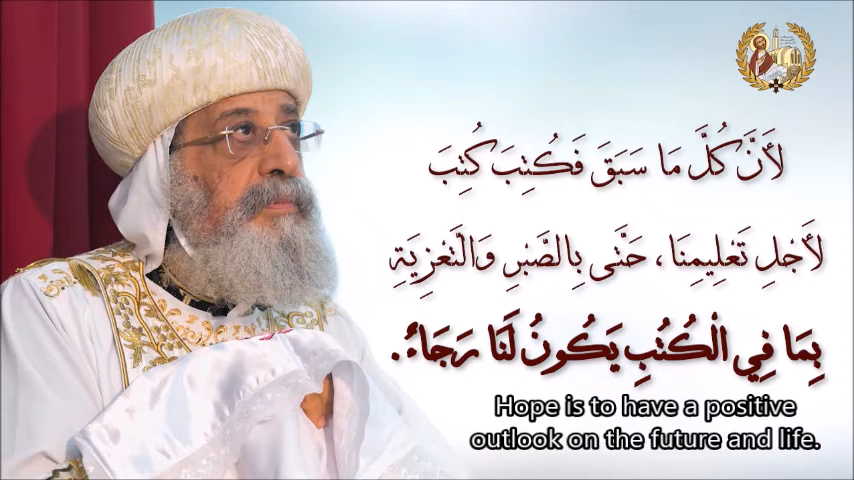 لأَنَّ كُلَّ مَا سَبَقَ فَكُتِبَ كُتِبَ
لأَجْلِ تَعْلِيمِنَا، حَتَّى بِالصَّبْرِ وَالتَّعْزِيَةِ
بِمَا فِي الْكُتُبِ يَكُونُ لَنَا رَجَاءٌ.
Hope is to have a positive
outlook on the future and life.